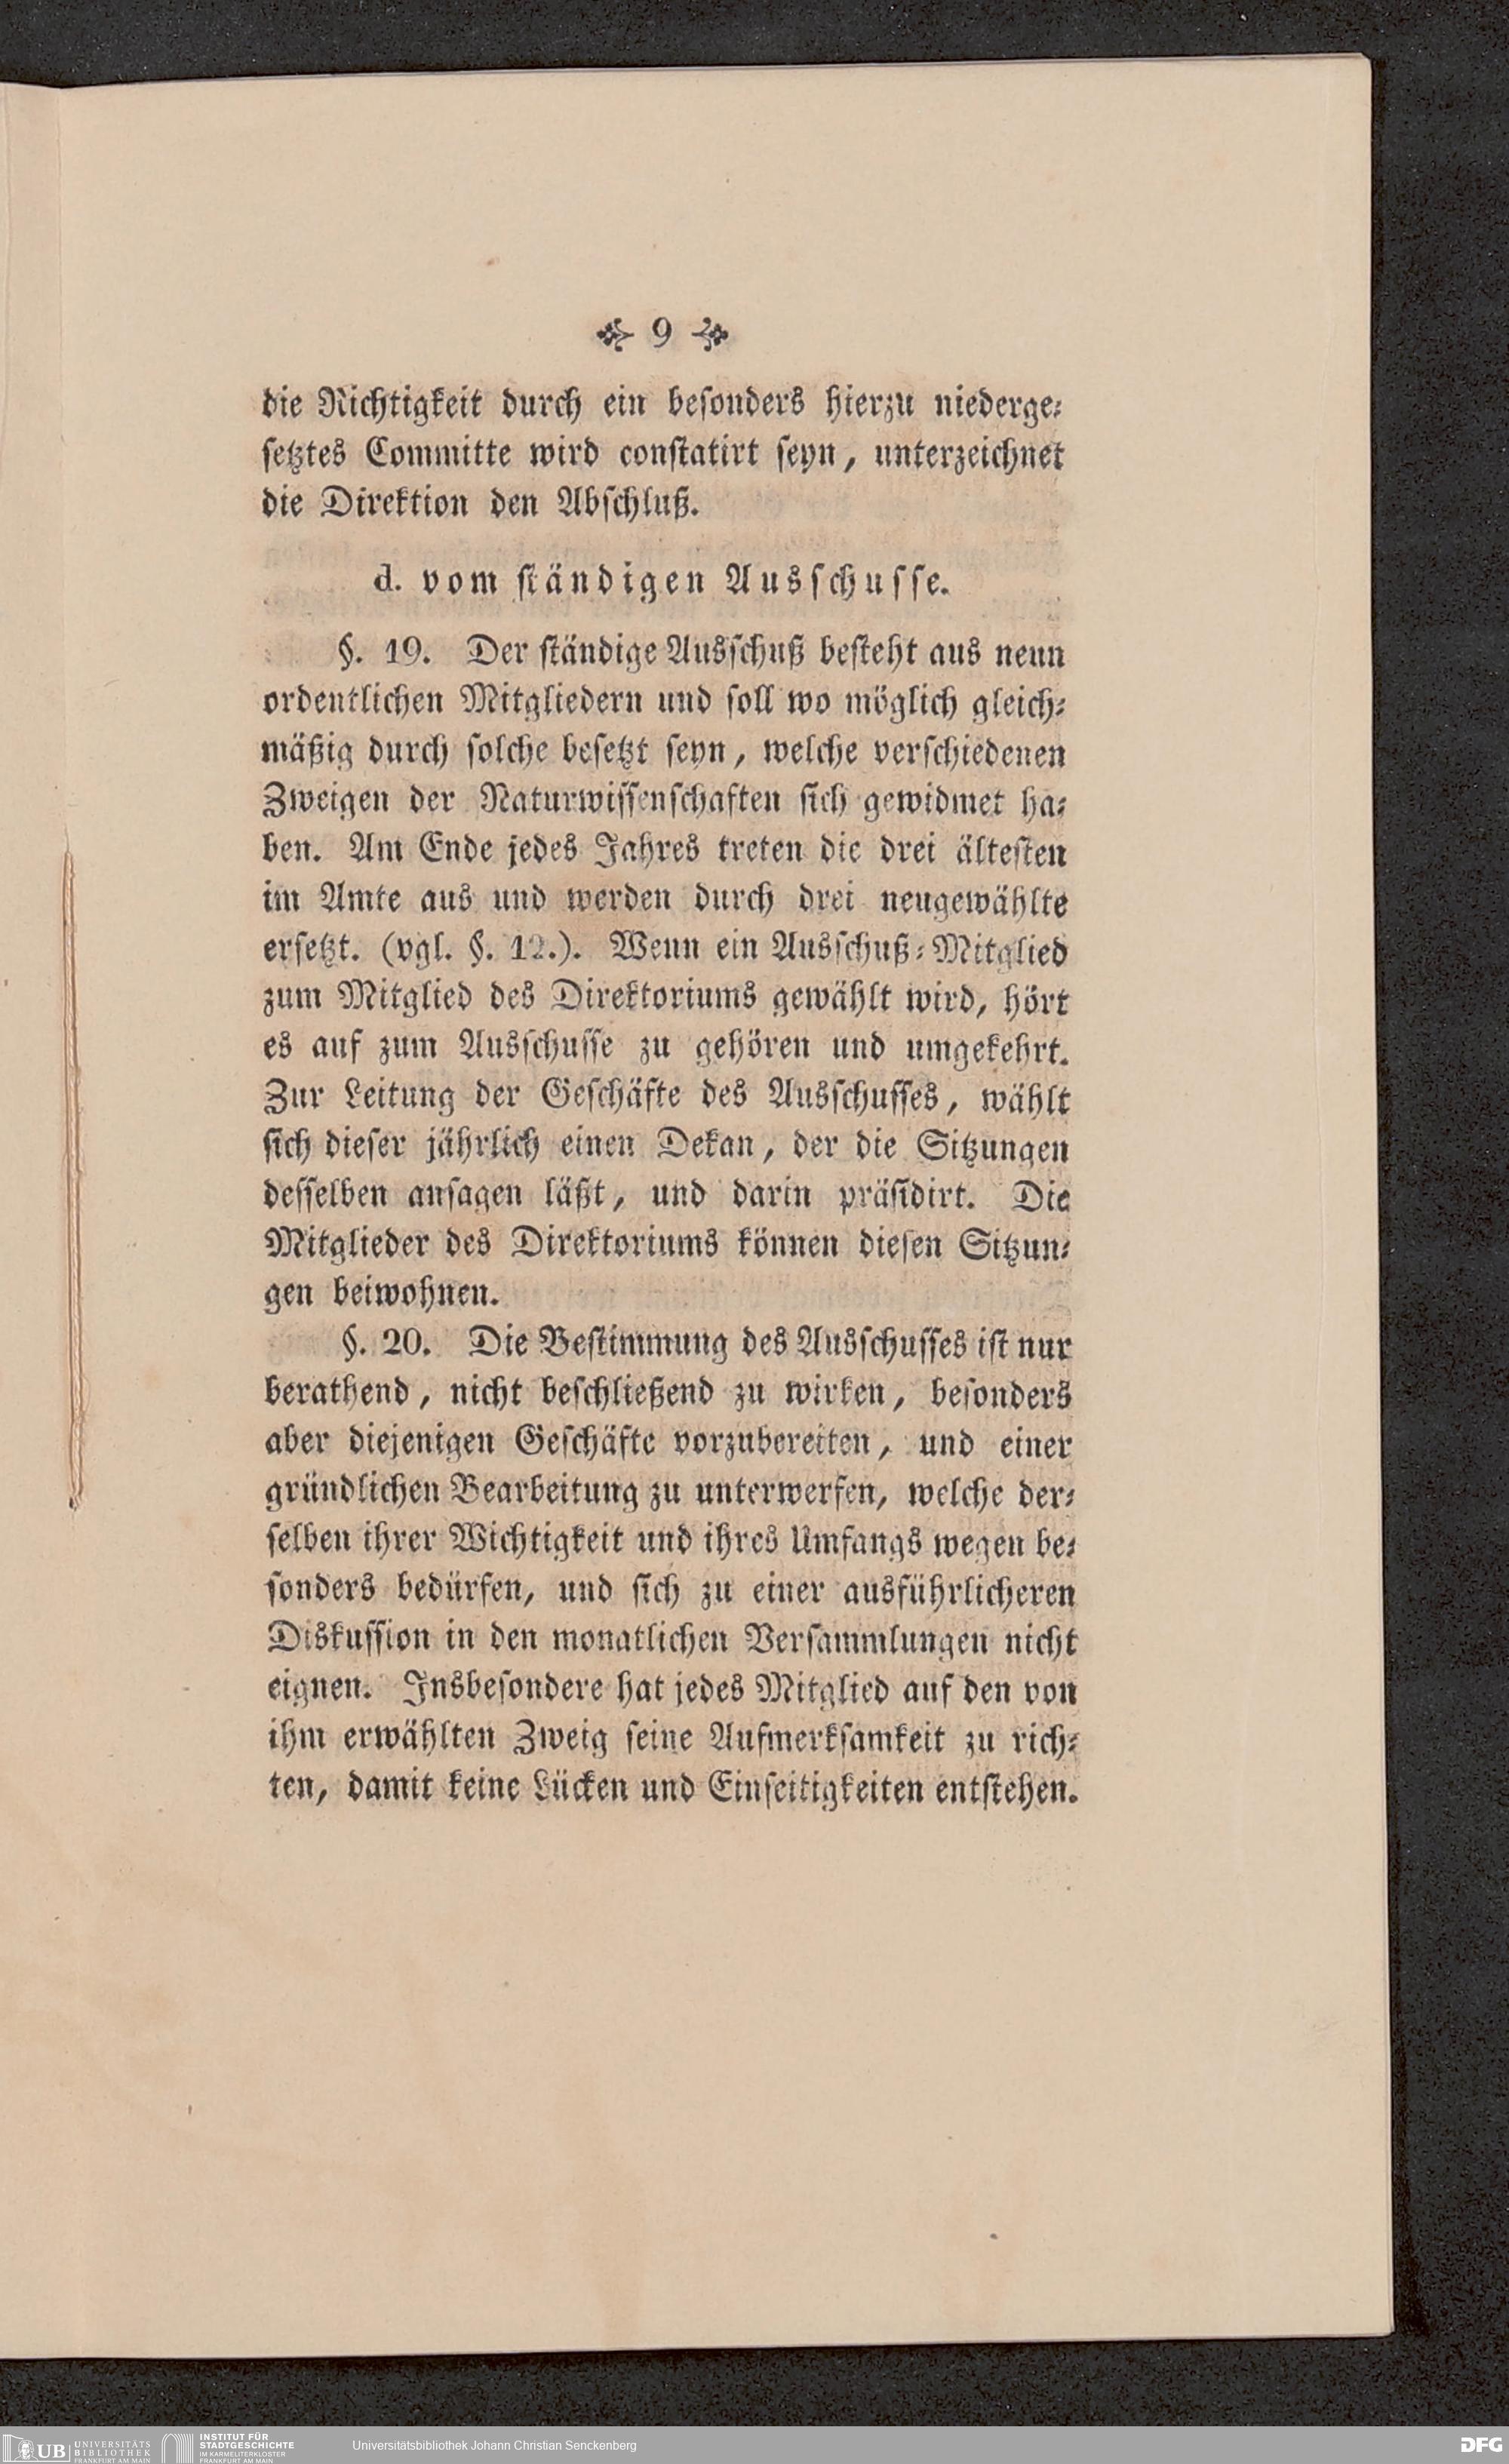 9
die Richtigkeit durch ein besonders hierzu niederge⸗
setztes Committe wird constatirt seyn, unterzeichnet
die Direktion den Abschluß.
d. vom ständigen Ausschusse.
§. 19. Der ständige Ausschuß besteht aus neun
ordentlichen Mitgliedern und soll wo möglich gleich⸗
mäßig durch solche besetzt seyn, welche verschiedenen
Zweigen der Naturwissenschaften sich gewidmet ha⸗
ben. Am Ende jedes Jahres treten die drei ältesten
im Amte aus und werden durch drei neugewählte
ersetzt. (vgl. §. 12.). Wenn ein Ausschuß⸗Mitglied
zum Mitglied des Direktoriums gewählt wird, hört
es auf zum Ausschusse zu gehören und umgekehrt.
Zur Leitung der Geschäfte des Ausschusses, wählt
sich dieser jährlich einen Dekan, der die Sitzungen
desselben ansagen läßt, und darin präsidirt. Die
Mitglieder des Direktoriums können diesen Sitzun⸗
gen beiwohnen.
§. 20. Die Bestimmung des Ausschusses ist nur
berathend, nicht beschließend zu wirken, besonders
aber diejenigen Geschäfte vorzubereiten, und einer
gründlichen Bearbeitung zu unterwerfen, welche der⸗
selben ihrer Wichtigkeit und ihres Umfangs wegen be⸗
sonders bedürfen, und sich zu einer ausführlicheren
Diskussion in den monatlichen Versammlungen nicht
eignen. Insbesondere hat jedes Mitglied auf den von
ihm erwählten Zweig seine Aufmerksamkeit zu rich⸗
ten, damit keine Lücken und Einseitigkeiten entstehen.
UB UNIVERSITÄTS
BIBLIOTHEK
FRANKFURT AM MAIN
INSTITUT FÜR
STADTGESCHICHTE
IM KARMELITERKLOSTER
FRANKFURT AM MAIN
Universitätsbibliothek Johann Christian Senckenberg
DFG